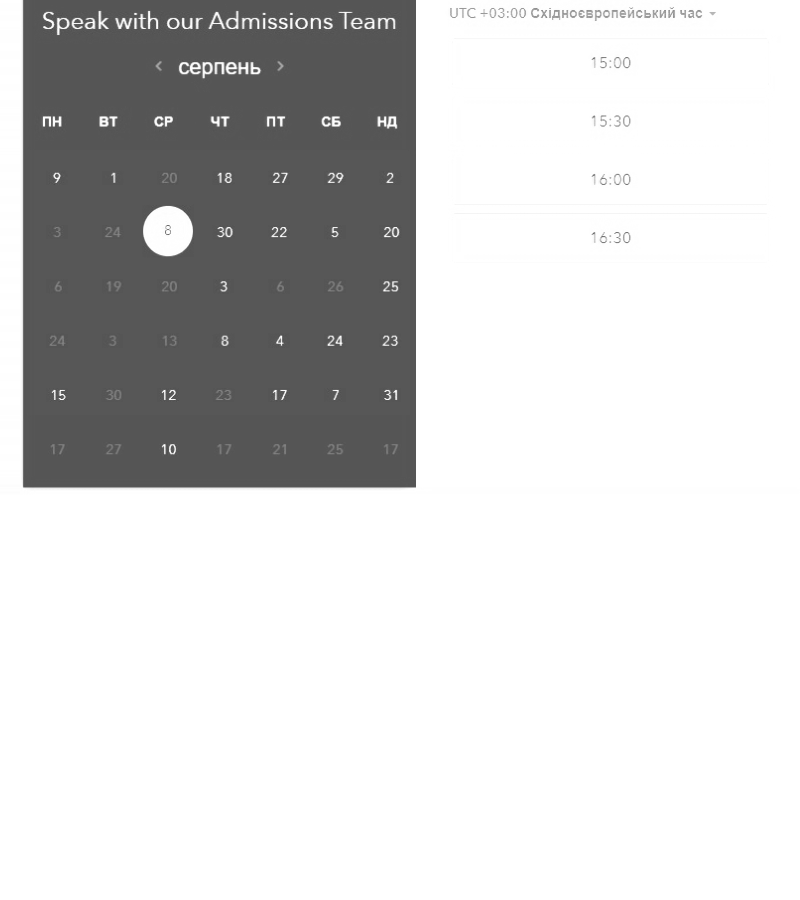 Speak with our Admissions Team
‹ серпень ›
ПН ВТ СР ЧТ ПТ СБ НД
9 1 20 18 27 29 2
3 24 8 30 22 5 20
6 19 20 3 6 26 25
24 3 13 8 4 24 23
15 30 12 23 17 7 31
17 27 10 17 21 25 17
UTC +03:00 Східноєвропейський час
15:00
15:30
16:00
16:30